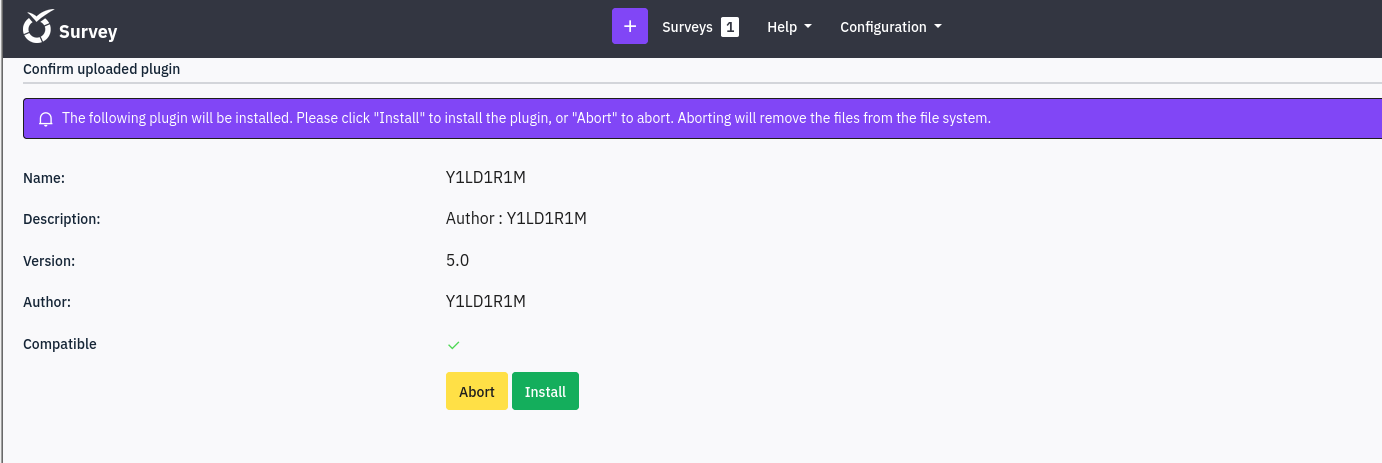 Survey + Surveys 1 Help Configuration
Confirm uploaded plugin
The following plugin will be installed. Please click "Install" to install the plugin, or "Abort" to abort. Aborting will remove the files from the file system.
Name: Y1LD1R1M
Description: Author : Y1LD1R1M
Version: 5.0
Author: Y1LD1R1M
Compatible
Abort Install